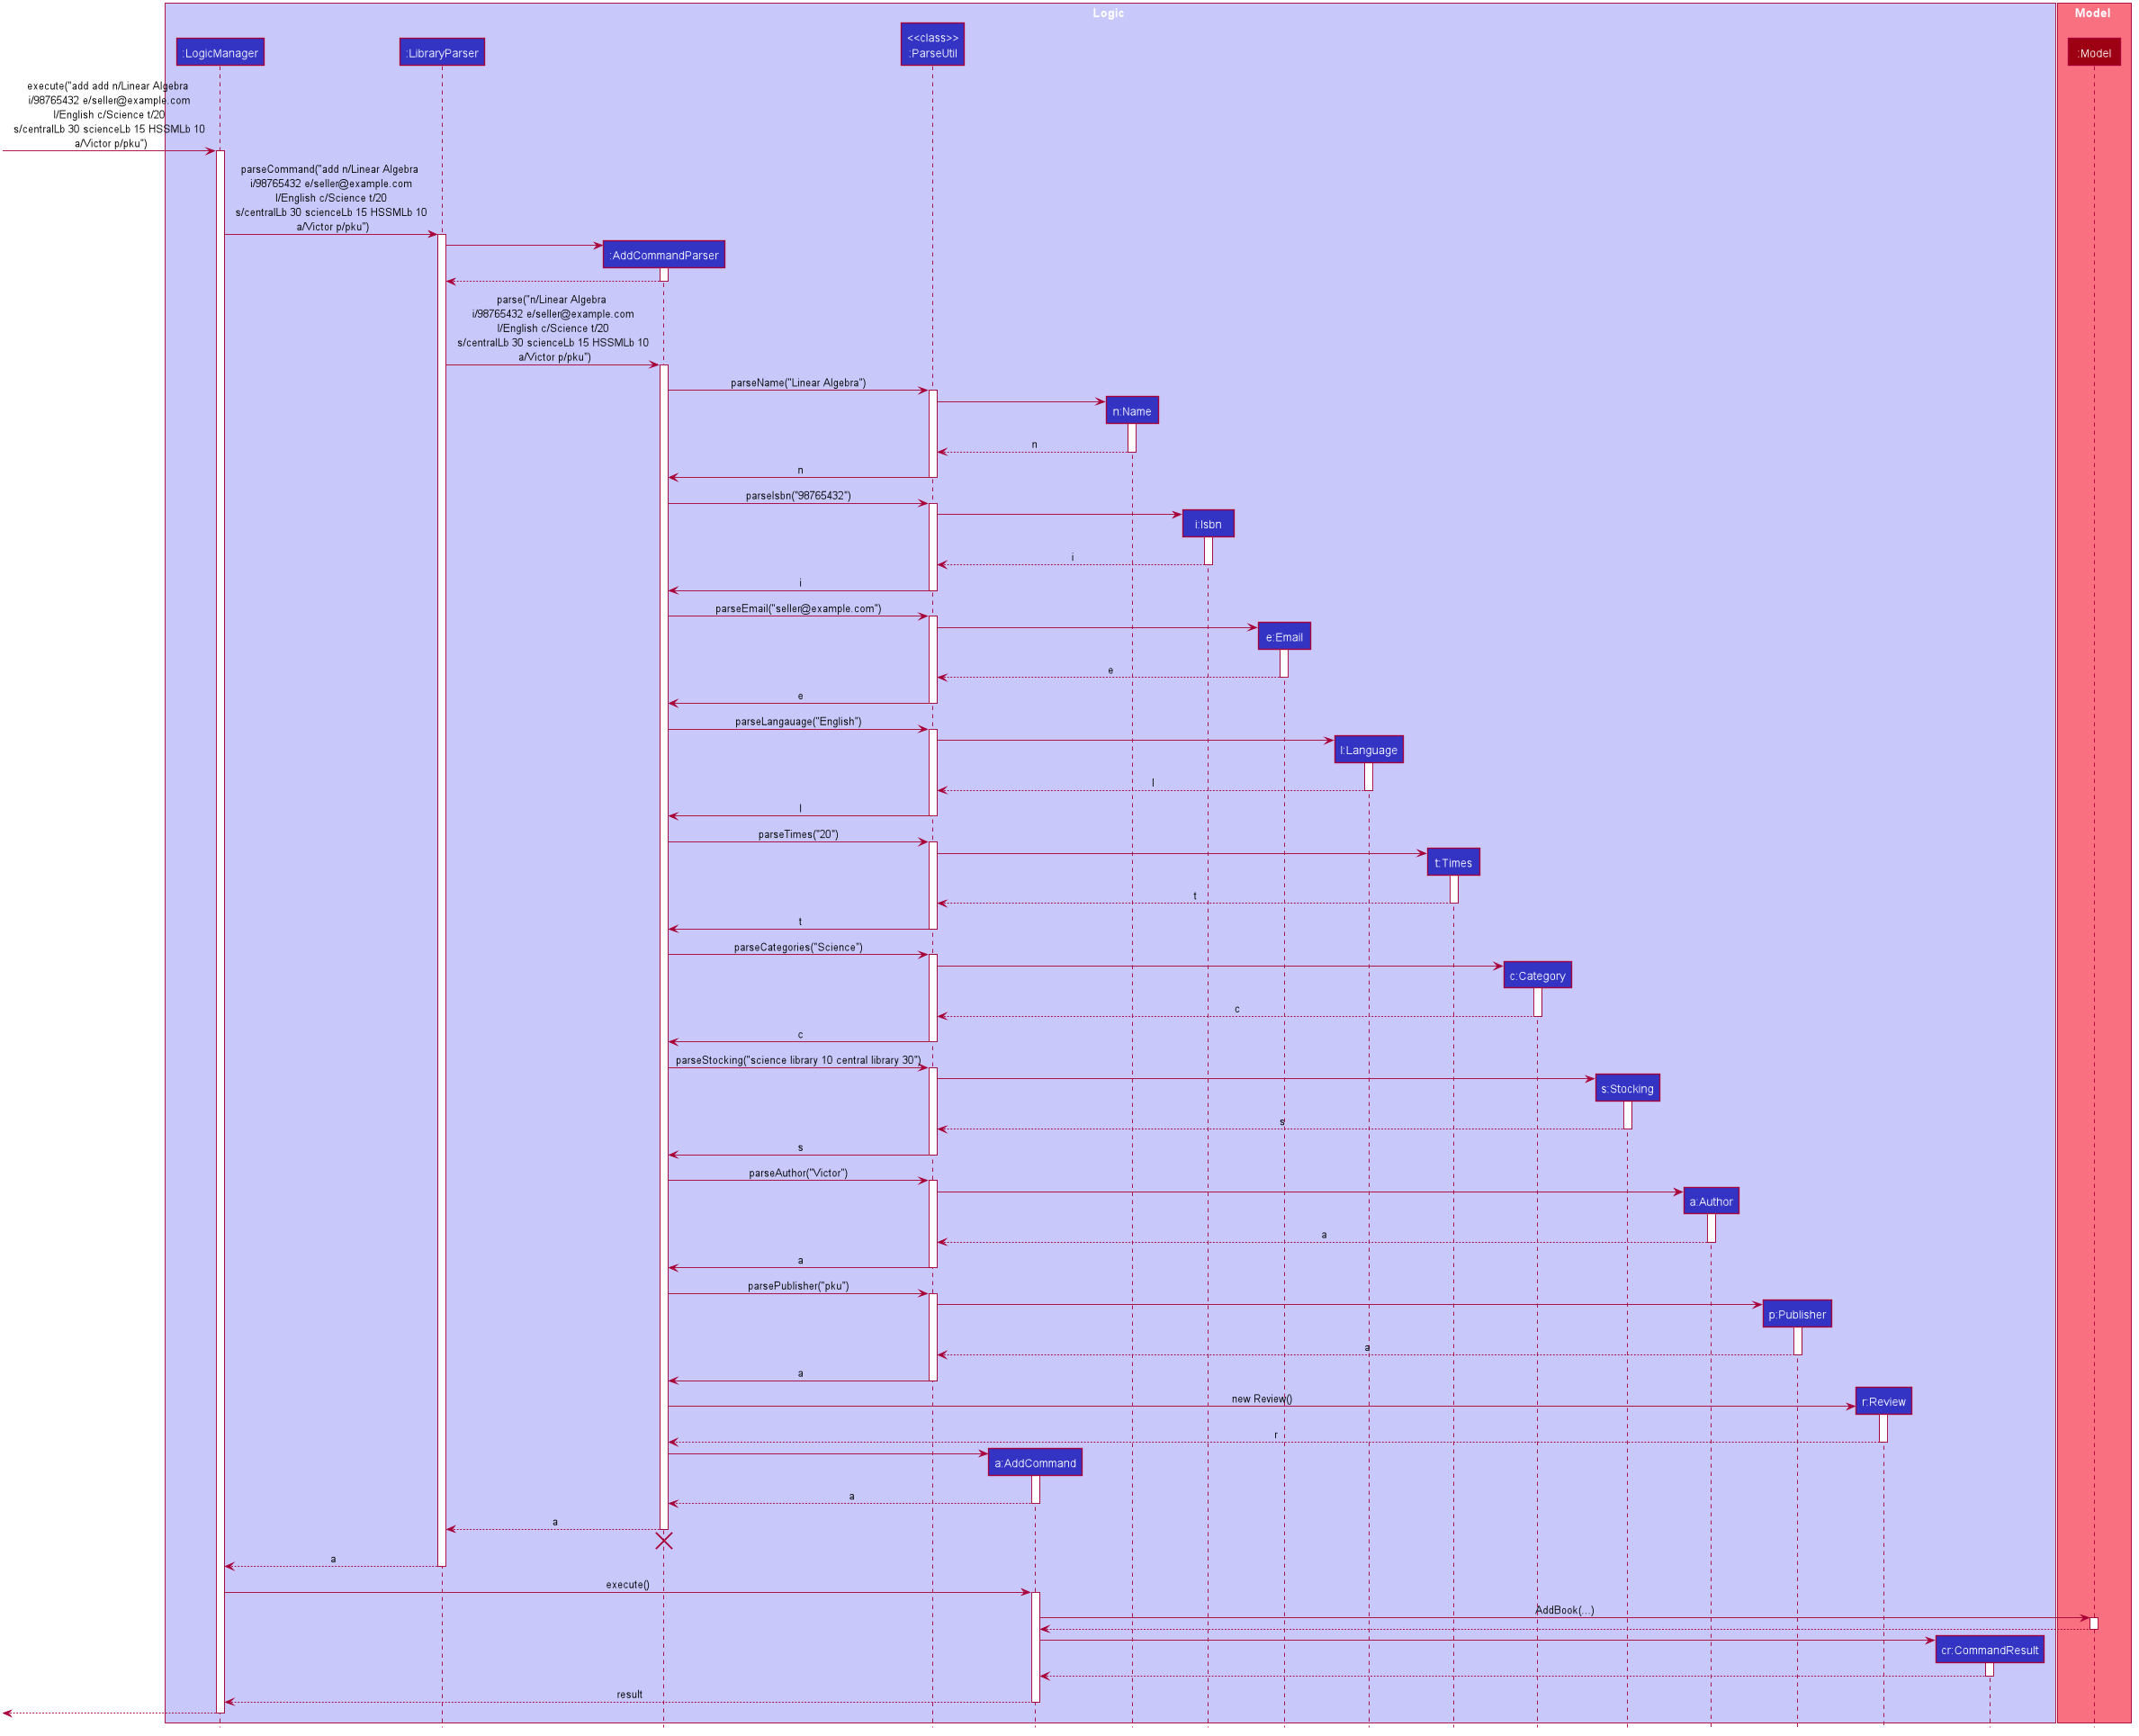 Logic
Model
<<class>>
:LogicManager
:LibraryParser
:ParseUtil
:Model
execute("add add n/Linear Algebra
i/98765432 e/seller@example.com
l/English c/Science t/20
s/centralLb 30 scienceLb 15 HSSMLb 10
a/Victor p/pku")
parseCommand("add n/Linear Algebra
i/98765432 e/seller@example.com
l/English c/Science t/20
s/centralLb 30 scienceLb 15 HSSMLb 10
a/Victor p/pku")
:AddCommandParser
parse("n/Linear Algebra
i/98765432 e/seller@example.com
l/English c/Science t/20
s/centralLb 30 scienceLb 15 HSSMLb 10
a/Victor p/pku")
parseName("Linear Algebra")
n:Name
n
n
parseIsbn("98765432")
i:Isbn
i
i
parseEmail("seller@example.com")
e:Email
e
e
parseLangauage("English")
l:Language
l
l
parseTimes("20")
t:Times
t
t
parseCategories("Science")
c:Category
c
c
parseStocking("science library 10 central library 30")
s:Stocking
s
s
parseAuthor("Victor")
a:Author
a
a
parsePublisher("pku")
p:Publisher
a
a
new Review()
r:Review
r
a:AddCommand
a
a
a
execute()
AddBook(...)
cr:CommandResult
result